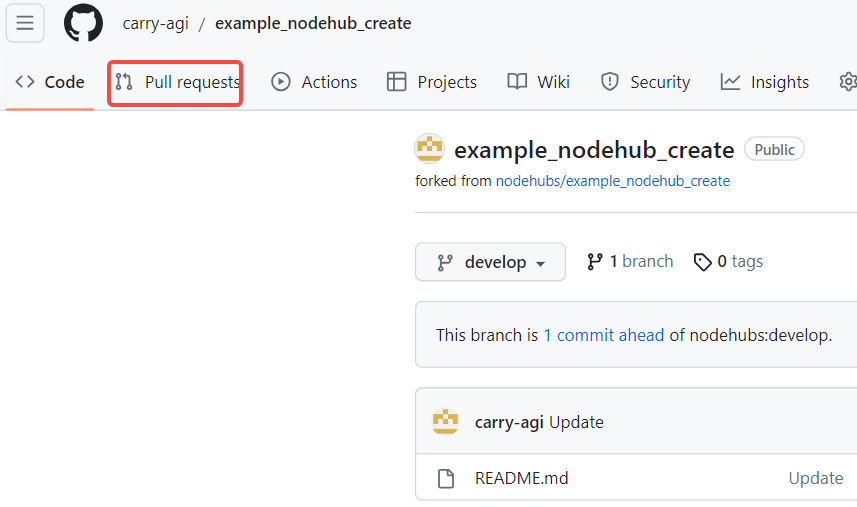 carry-agi / example_nodehub_create
Code Pull requests Actions Projects Wiki Security Insights
example_nodehub_create Public
forked from nodehubs/example_nodehub_create
develop 1 branch 0 tags
This branch is 1 commit ahead of nodehubs:develop.
carry-agi Update
README.md Update